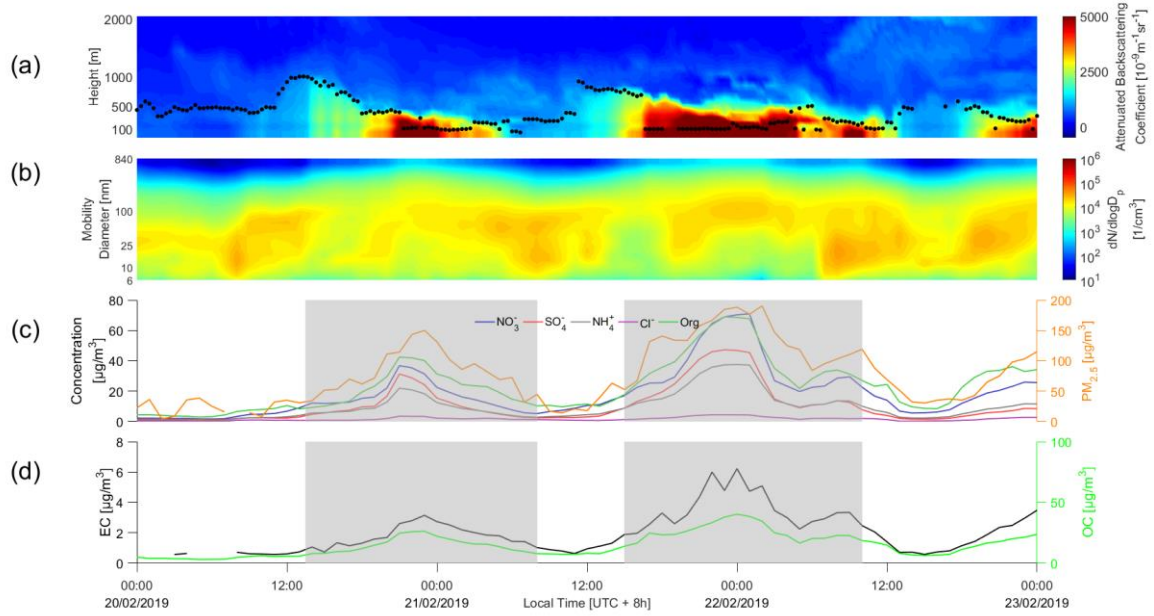 (a)
2000
1000
500
100
Height [m]
5000
2500
0
Attenuated Backscattering
Coefficient [10⁻⁹m⁻¹sr⁻¹]
(b)
840
100
25
10
6
Mobility
Diameter [nm]
10⁶
10⁵
10⁴
10³
10²
10¹
dN/dlogDₚ
[1/cm³]
(c)
80
60
40
20
0
Concentration
[µg/m³]
NO₃⁻ SO₄⁻ NH₄⁺ Cl⁻ Org
200
150
100
50
0
PM₂.₅ [µg/m³]
(d)
8
6
4
2
0
EC [µg/m³]
100
50
0
OC [µg/m³]
00:00 12:00 00:00 12:00 00:00 12:00 00:00
20/02/2019 21/02/2019 Local Time [UTC + 8h] 22/02/2019 23/02/2019